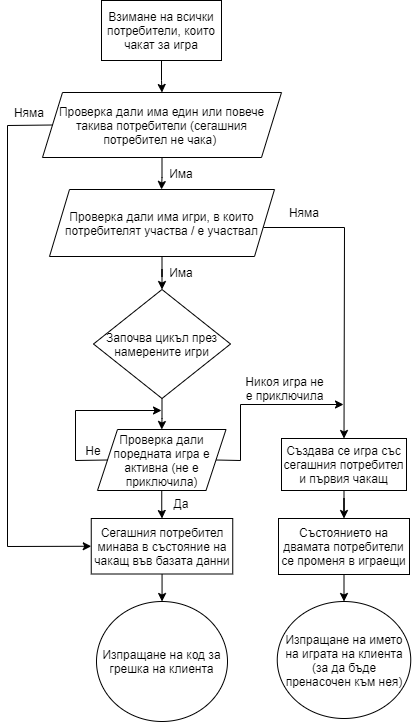 Взимане на всички
потребители, които
чакат за игра
Няма
Проверка дали има един или повече
такива потребители (сегашния
потребител не чака)
Има
Проверка дали има игри, в които
потребителят участва / е участвал
Няма
Има
Започва цикъл през
намерените игри
Никоя игра не
е приключила
Не
Проверка дали
поредната игра е
активна (не е
приключила)
Създава се игра със
сегашния потребител
и първия чакащ
Да
Сегашния потребител
минава в състояние на
чакащ във базата данни
Състоянието на
двамата потребители
се променя в играещи
Изпращане на код за
грешка на клиента
Изпращане на името
на играта на клиента
(за да бъде
пренасочен към нея)